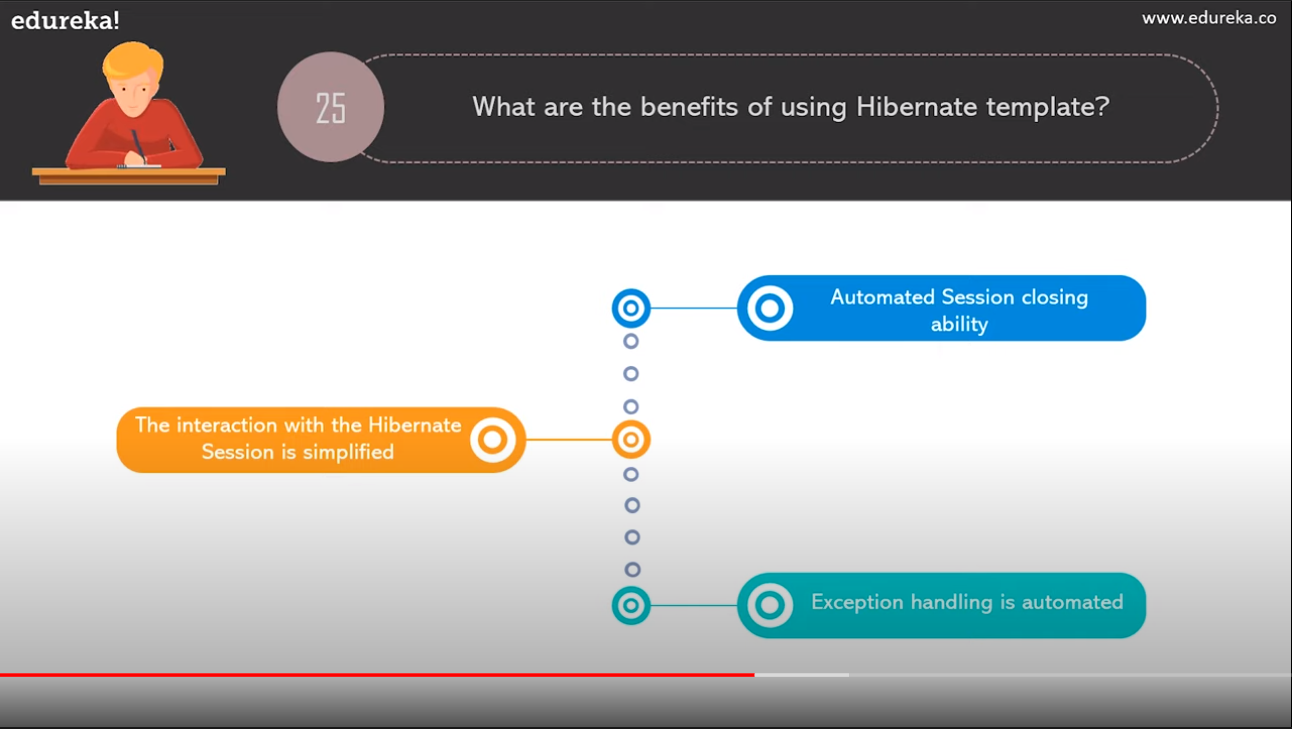 edureka!
www.edureka.co
25
What are the benefits of using Hibernate template?
Automated Session closing
ability
The interaction with the Hibernate
Session is simplified
Exception handling is automated